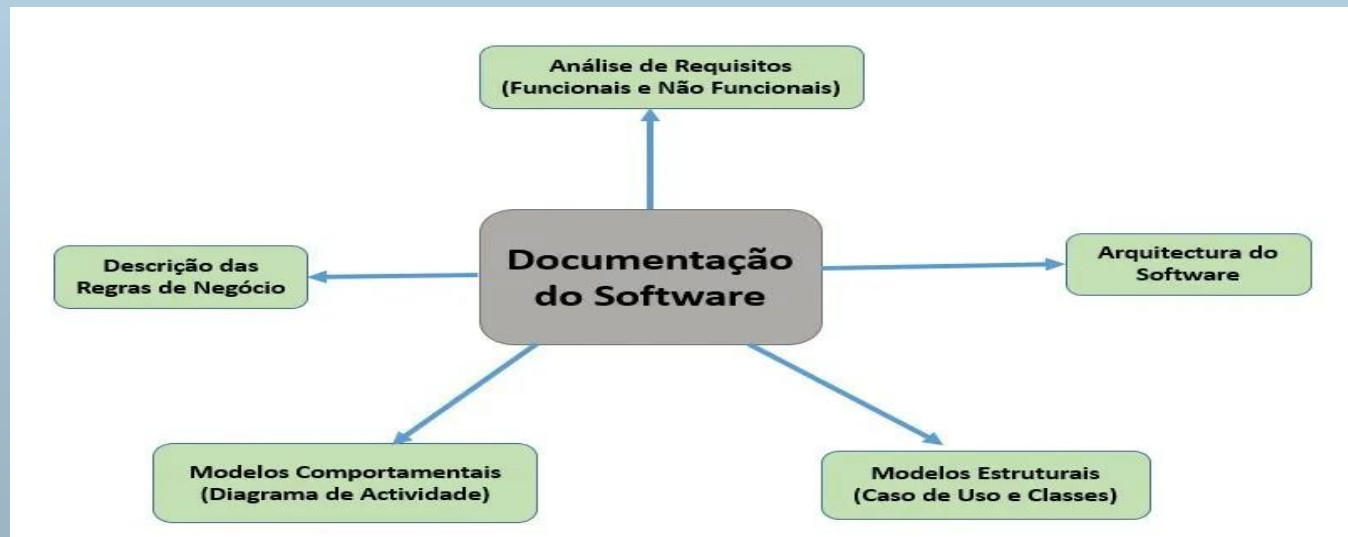 Análise de Requisitos
(Funcionais e Não Funcionais)
Documentação
do Software
Descrição das
Regras de Negócio
Arquitectura do
Software
Modelos Comportamentais
(Diagrama de Actividade)
Modelos Estruturais
(Caso de Uso e Classes)